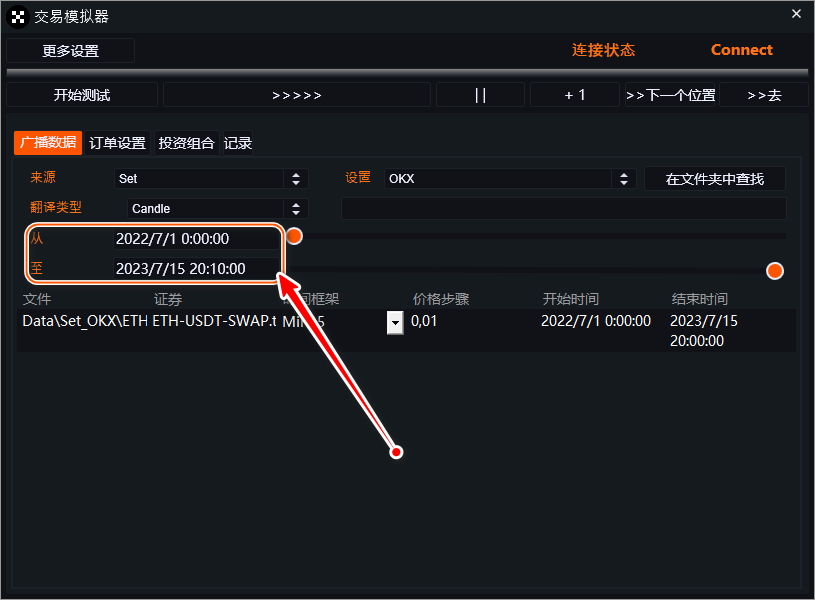 交易模拟器
更多设置 连接状态 Connect
开始测试 >>>>> || + 1 >>下一个位置 >>去
广播数据 订单设置 投资组合 记录
来源 Set 设置 OKX 在文件夹中查找
翻译类型 Candle
从 2022/7/1 0:00:00
至 2023/7/15 20:10:00
文件 证券 间框架 价格步骤 开始时间 结束时间
Data\Set_OKX\ETH ETH-USDT-SWAP.t 0,01 2022/7/1 0:00:00 2023/7/15
20:00:00